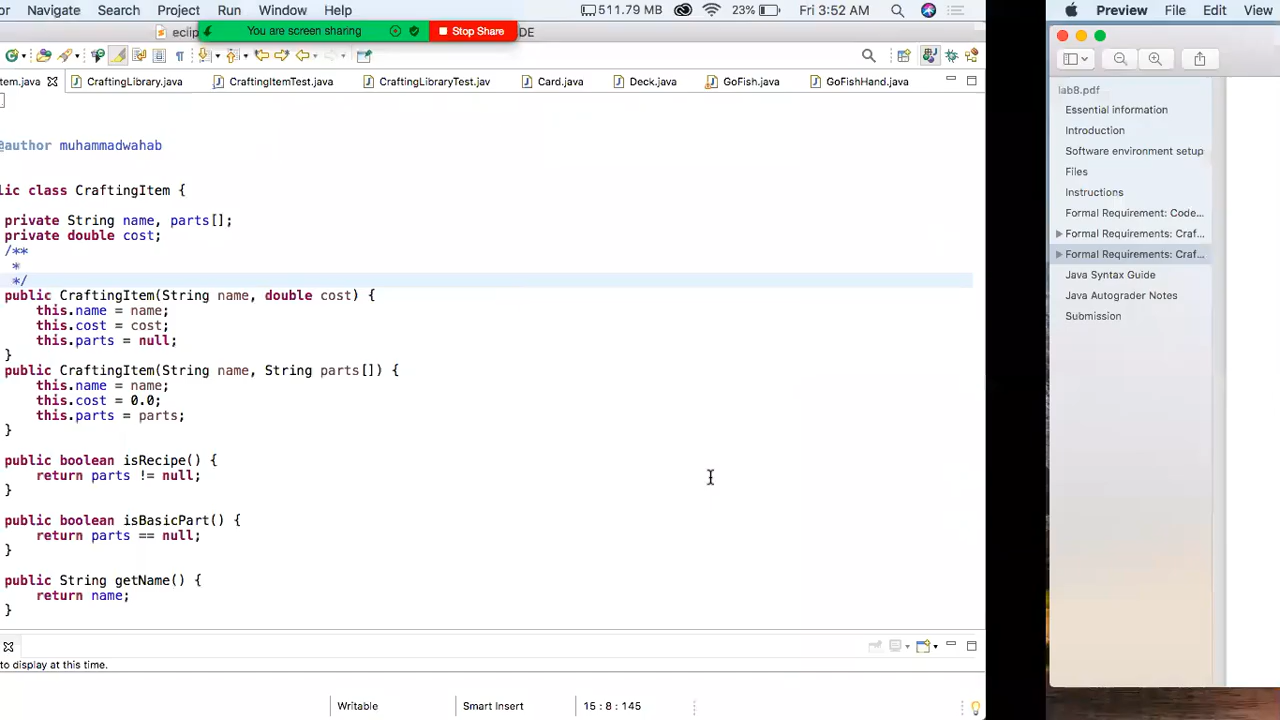 or Navigate Search Project Run Window Help 511.79 MB 23% Fri 3:52 AM
Preview File Edit View
eclip You are screen sharing Stop Share DE
tem.java CraftingLibrary.java CraftingItemTest.java CraftingLibraryTest.jav Card.java Deck.java GoFish.java GoFishHand.java
@author muhammadwahab
lic class CraftingItem {
private String name, parts[];
private double cost;
/**
*
*/
public CraftingItem(String name, double cost) {
this.name = name;
this.cost = cost;
this.parts = null;
}
public CraftingItem(String name, String parts[]) {
this.name = name;
this.cost = 0.0;
this.parts = parts;
}
public boolean isRecipe() {
return parts != null;
}
public boolean isBasicPart() {
return parts == null;
}
public String getName() {
return name;
}
to display at this time.
Writable Smart Insert 15 : 8 : 145
lab8.pdf
Essential information
Introduction
Software environment setup
Files
Instructions
Formal Requirement: Code...
Formal Requirements: Craf...
Formal Requirements: Craf...
Java Syntax Guide
Java Autograder Notes
Submission